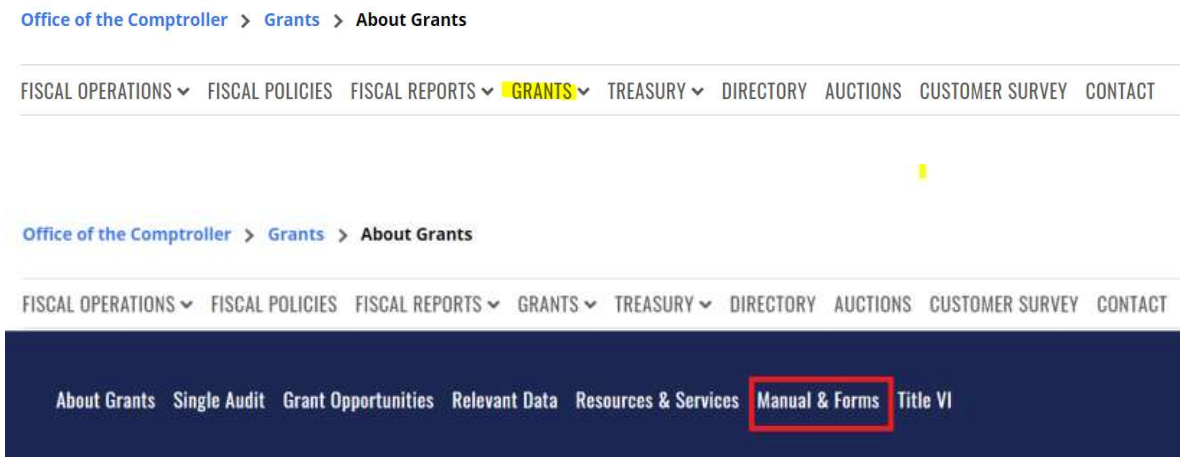 Office of the Comptroller > Grants > About Grants
FISCAL OPERATIONS FISCAL POLICIES FISCAL REPORTS GRANTS TREASURY DIRECTORY AUCTIONS CUSTOMER SURVEY CONTACT
Office of the Comptroller > Grants > About Grants
FISCAL OPERATIONS FISCAL POLICIES FISCAL REPORTS GRANTS TREASURY DIRECTORY AUCTIONS CUSTOMER SURVEY CONTACT
About Grants Single Audit Grant Opportunities Relevant Data Resources & Services Manual & Forms Title VI